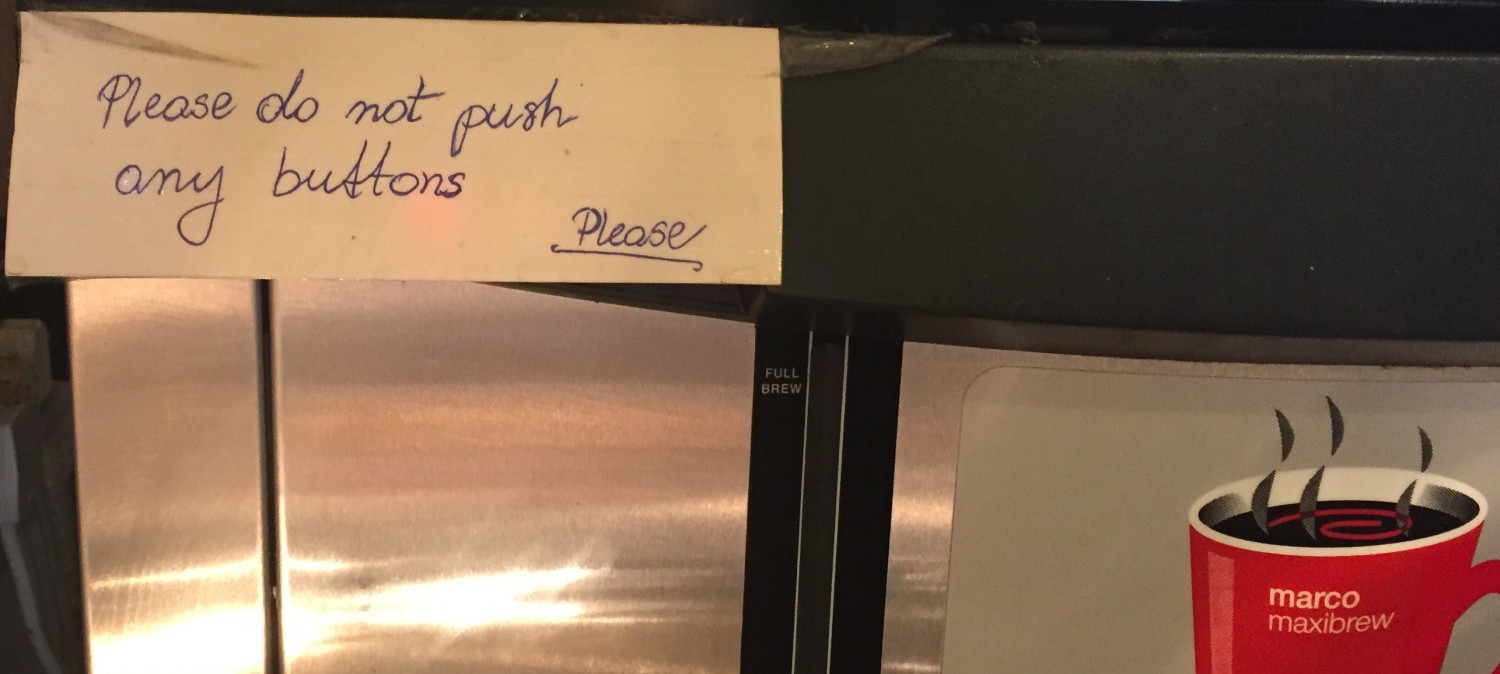 Please do not push
any buttons
Please
FULL
BREW
marco
maxibrew